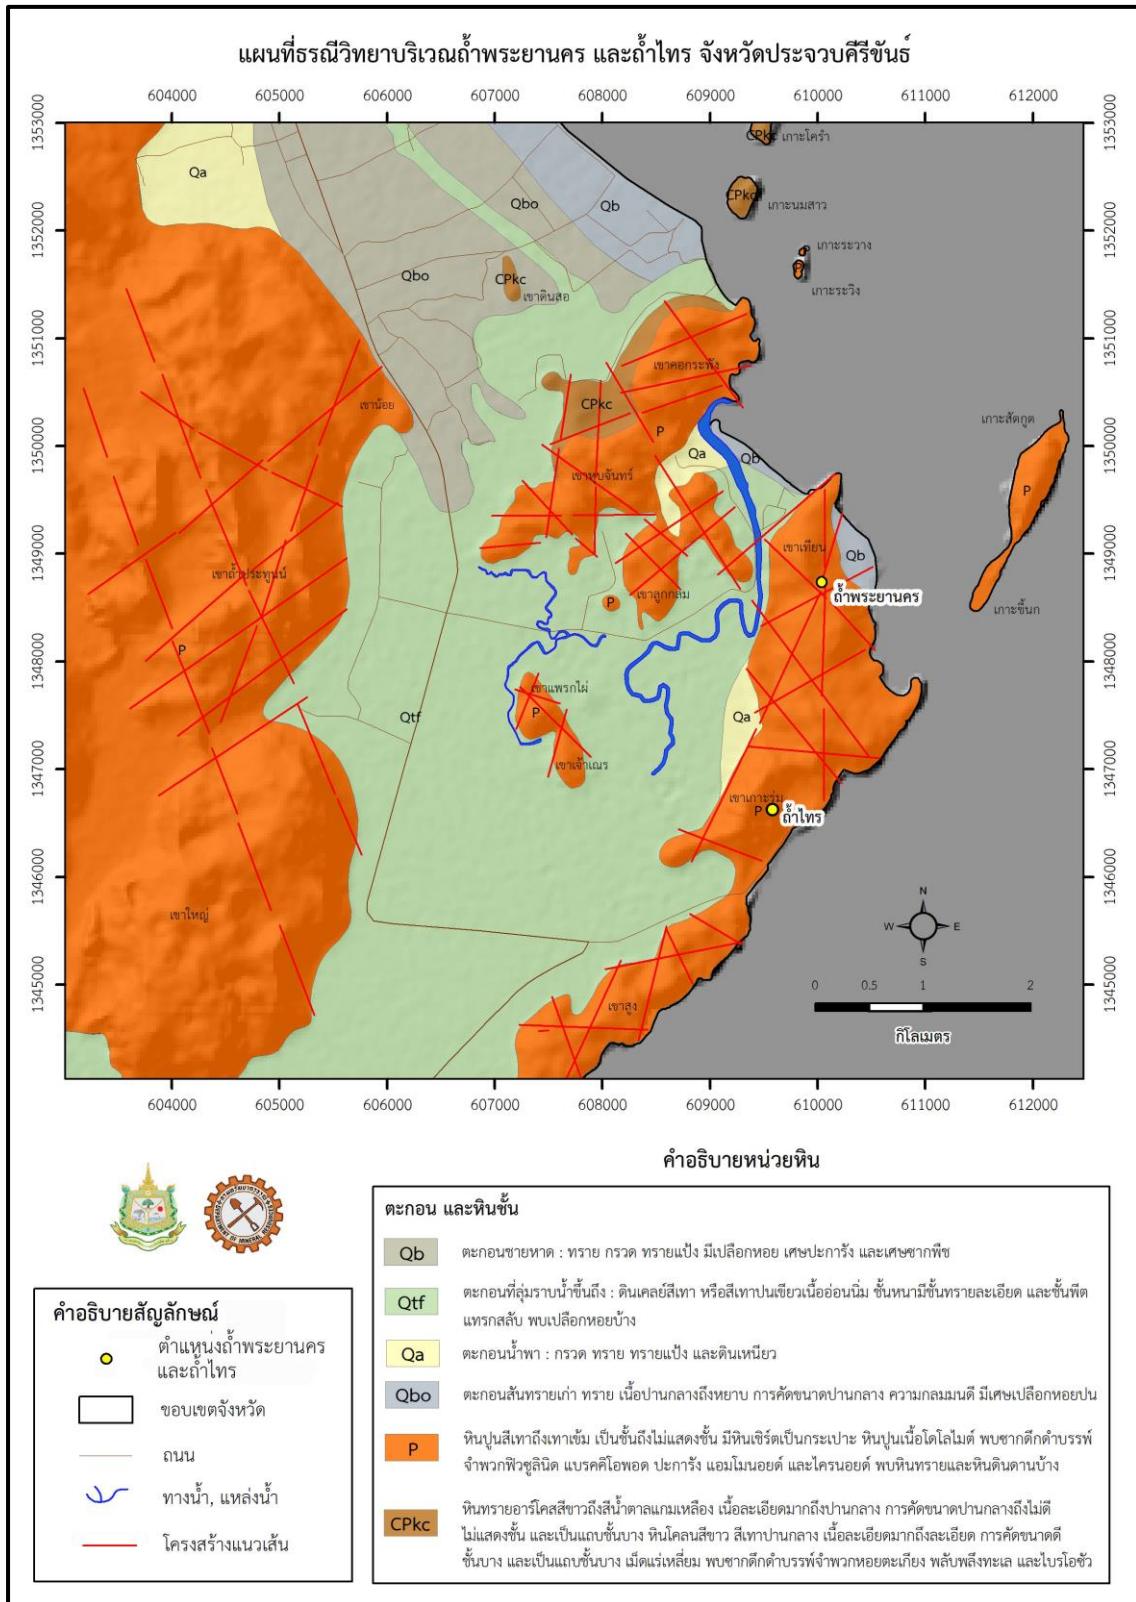 แผนที่ธรณีวิทยาบริเวณถ้ำพระยานคร และถ้ำไทร จังหวัดประจวบคีรีขันธ์
604000 605000 606000 607000 608000 609000 610000 611000 612000
1353000 1353000
CPkc เกาะโครำ
Qa
CPkc
Qbo Qb
เกาะนมสาว
1352000 1352000
เกาะระวาง
Qbo
CPkc
เกาะระวิง
เขาดินสอ
1351000 1351000
เขาคอกระพัง
เขาน้อย
CPkc
เกาะสัตกูต
P
1350000 1350000
Qa
Qb
เขาหุบจันทร์
P
เขาเทียน
Qb
1349000 1349000
เขาถ้ำประทูนน์
ถ้ำพระยานคร
เขาลูกกลม
P
เกาะขี้นก
P
1348000 1348000
เขาแพรกไผ่
P
Qtf
Qa
เขาเจ้าเณร
1347000 1347000
เขาเกาะรุ่ม
P
ถ้ำไทร
1346000 1346000
เขาใหญ่
N
W E
S
1345000 1345000
เขาสูง
0 0.5 1 2
กิโลเมตร
604000 605000 606000 607000 608000 609000 610000 611000 612000
คำอธิบายหน่วยหิน
ตะกอน และหินชั้น
Qb ตะกอนชายหาด : ทราย กรวด ทรายแป้ง มีเปลือกหอย เศษปะการัง และเศษซากพืช
Qtf ตะกอนที่ลุ่มราบน้ำขึ้นถึง : ดินเคลย์สีเทา หรือสีเทาปนเขียวเนื้ออ่อนนิ่ม ชั้นหนามีชั้นทรายละเอียด และชั้นพีต
แทรกสลับ พบเปลือกหอยบ้าง
Qa ตะกอนน้ำพา : กรวด ทราย ทรายแป้ง และดินเหนียว
Qbo ตะกอนสันทรายเก่า ทราย เนื้อปานกลางถึงหยาบ การคัดขนาดปานกลาง ความกลมมนดี มีเศษเปลือกหอยปน
P หินปูนสีเทาถึงเทาเข้ม เป็นชั้นถึงไม่แสดงชั้น มีหินเชิร์ตเป็นกระเปาะ หินปูนเนื้อโดโลไมต์ พบซากดึกดำบรรพ์
จำพวกฟิวซูลินิด แบรคคิโอพอด ปะการัง แอมโมนอยด์ และไครนอยด์ พบหินทรายและหินดินดานบ้าง
CPkc หินทรายอาร์โคสสีขาวถึงสีน้ำตาลแกมเหลือง เนื้อละเอียดมากถึงปานกลาง การคัดขนาดปานกลางถึงไม่ดี
ไม่แสดงชั้น และเป็นแถบชั้นบาง หินโคลนสีขาว สีเทาปานกลาง เนื้อละเอียดมากถึงละเอียด การคัดขนาดดี
ชั้นบาง และเป็นแถบชั้นบาง เม็ดแร่เหลี่ยม พบซากดึกดำบรรพ์จำพวกหอยตะเกียง พลับพลึงทะเล และไบรโอซัว
คำอธิบายสัญลักษณ์
ตำแหน่งถ้ำพระยานคร
และถ้ำไทร
ขอบเขตจังหวัด
ถนน
ทางน้ำ, แหล่งน้ำ
โครงสร้างแนวเส้น